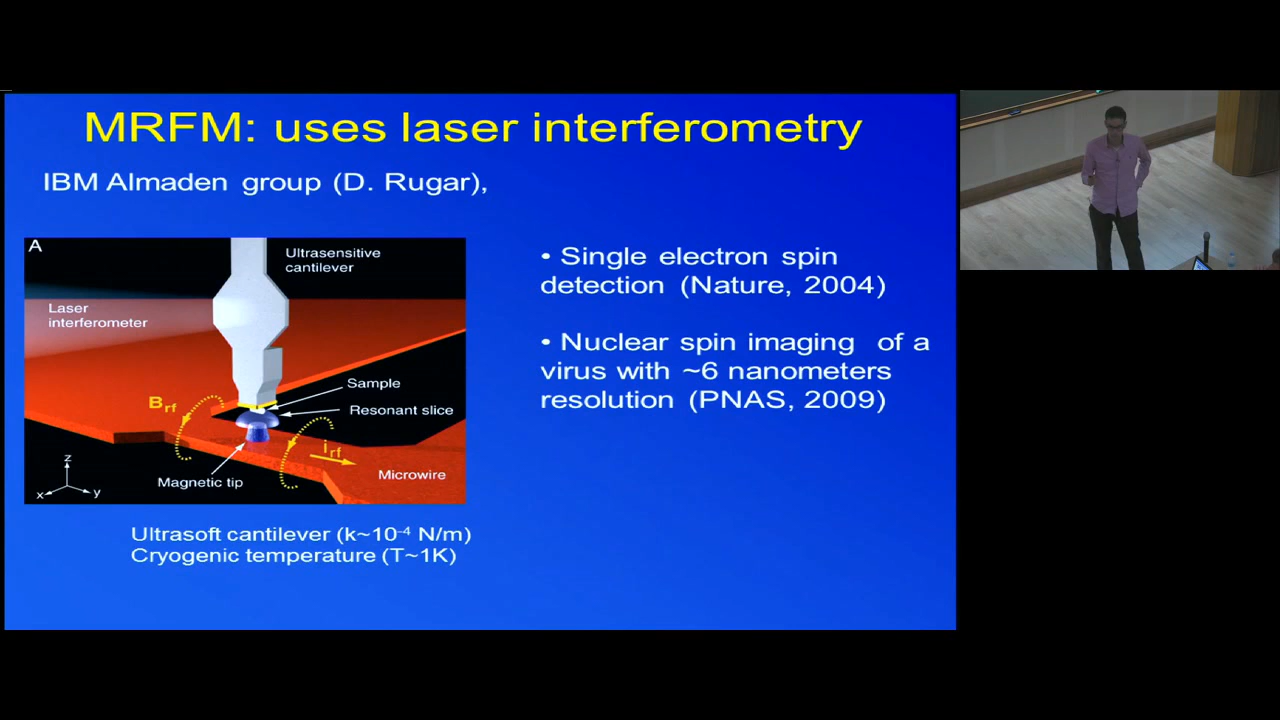 MRFM: uses laser interferometry
IBM Almaden group (D. Rugar),
A
Ultrasensitive
cantilever
Laser
interferometer
Sample
Resonant slice
Brf
irf
Microwire
Magnetic tip
z
x
y
Ultrasoft cantilever (k~10⁻⁴ N/m)
Cryogenic temperature (T~1K)
• Single electron spin
detection (Nature, 2004)
• Nuclear spin imaging of a
virus with ~6 nanometers
resolution (PNAS, 2009)